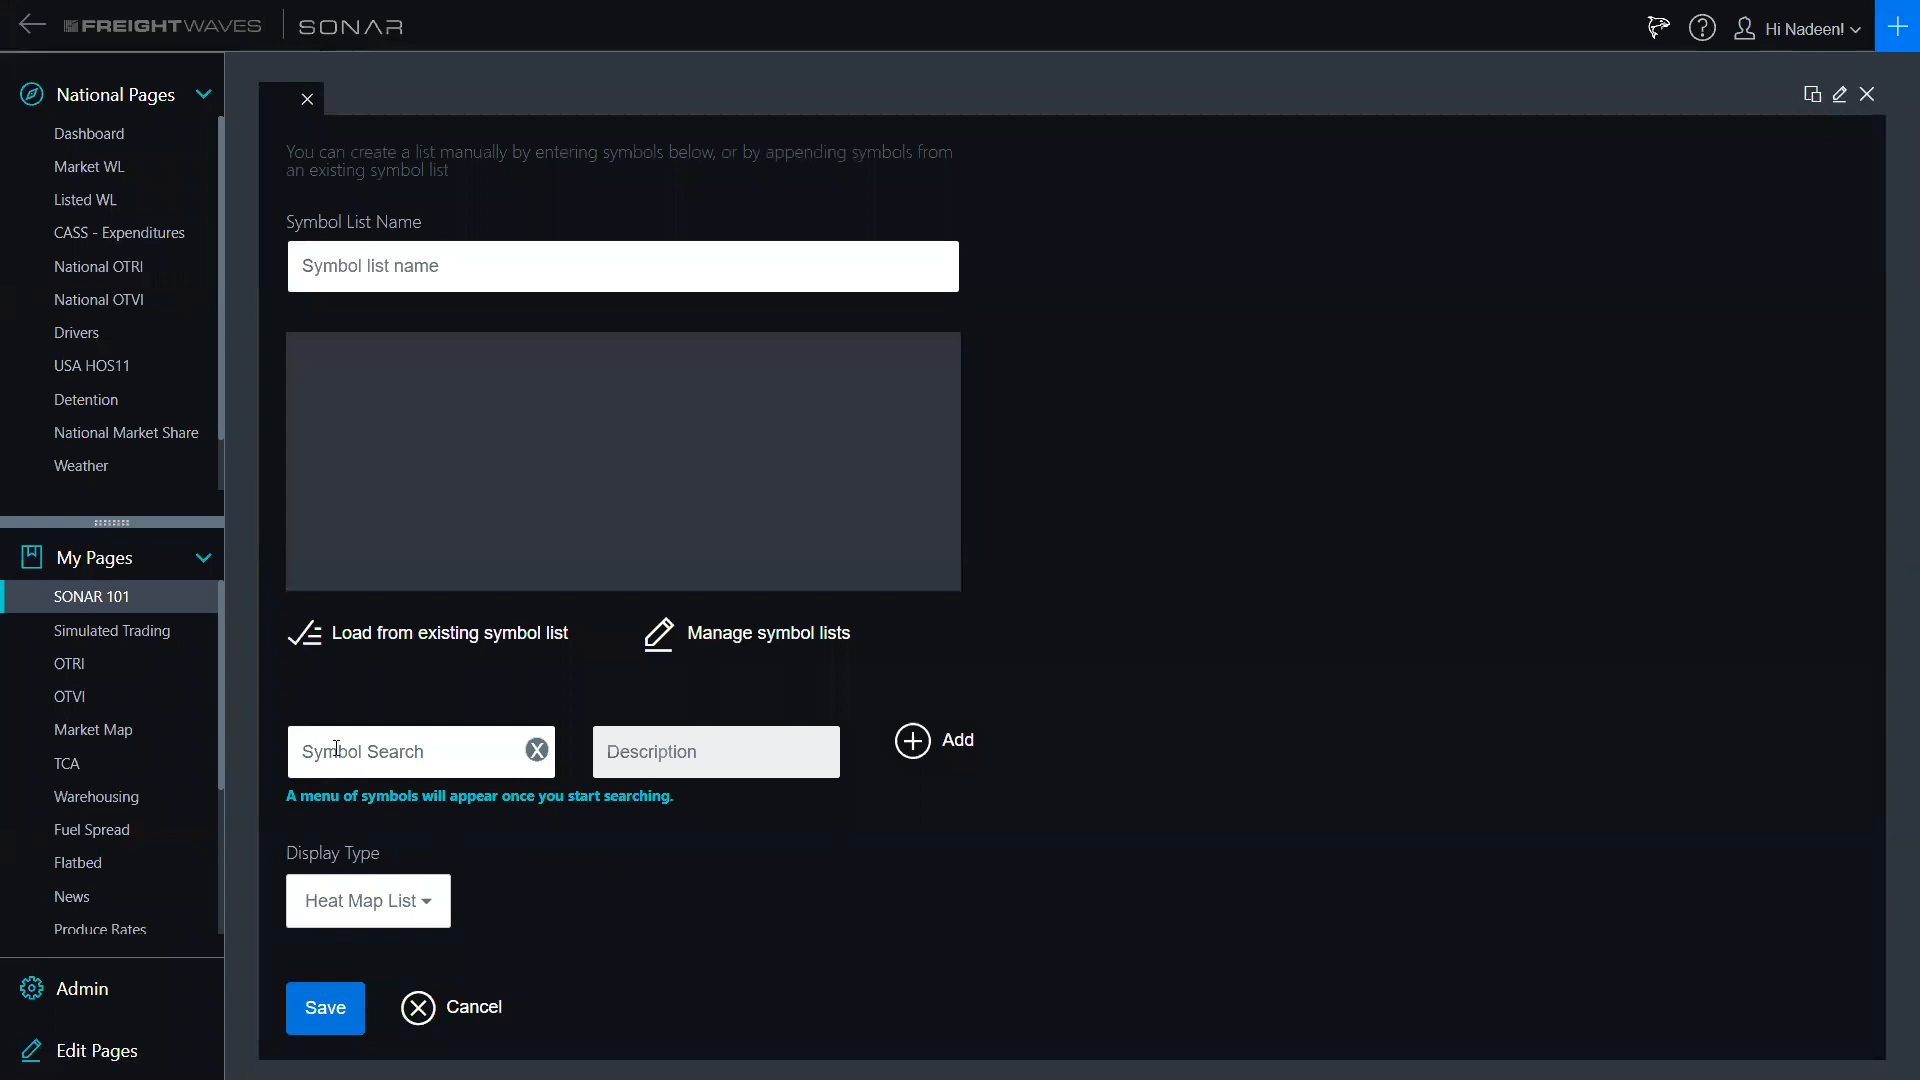 FREIGHTWAVES SONAR
Hi Nadeen!
National Pages
Dashboard
Market WL
Listed WL
CASS - Expenditures
National OTRI
National OTVI
Drivers
USA HOS11
Detention
National Market Share
Weather
My Pages
SONAR 101
Simulated Trading
OTRI
OTVI
Market Map
TCA
Warehousing
Fuel Spread
Flatbed
News
Produce Rates
Admin
Edit Pages
You can create a list manually by entering symbols below, or by appending symbols from
an existing symbol list
Symbol List Name
Symbol list name
Load from existing symbol list
Manage symbol lists
Symbol Search
X
Description
Add
A menu of symbols will appear once you start searching.
Display Type
Heat Map List
Save
Cancel